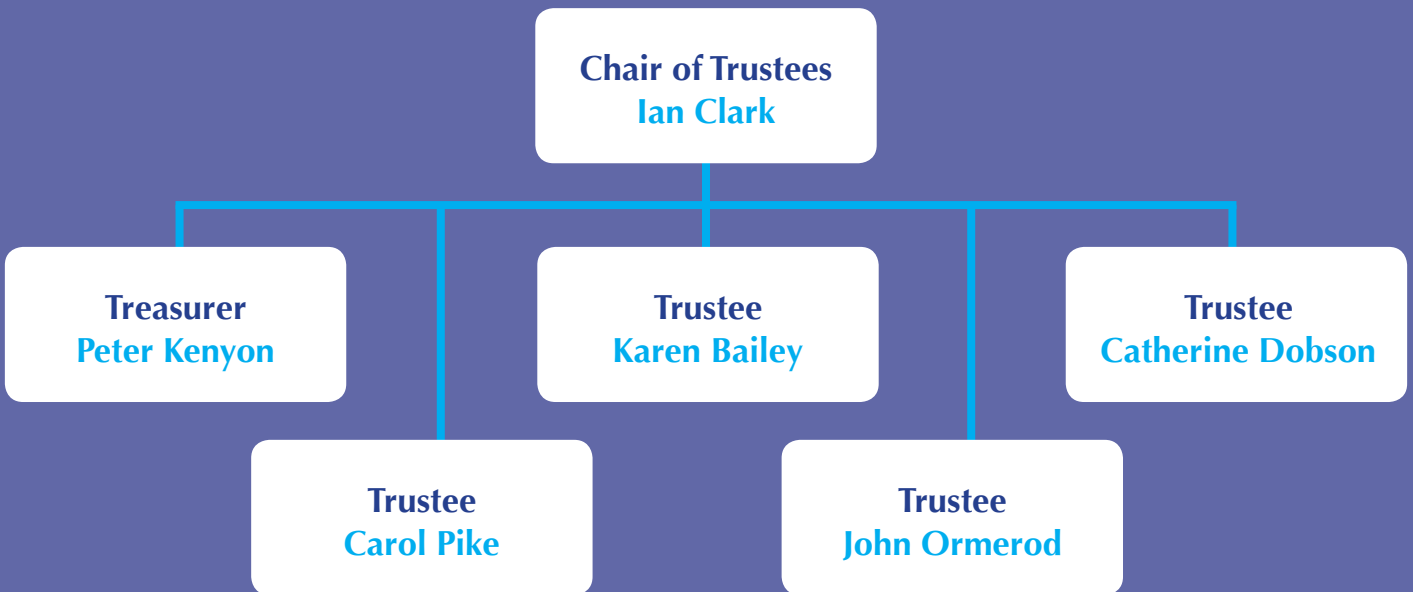 Chair of Trustees
Ian Clark
Treasurer
Peter Kenyon
Trustee
Karen Bailey
Trustee
Catherine Dobson
Trustee
Carol Pike
Trustee
John Ormerod